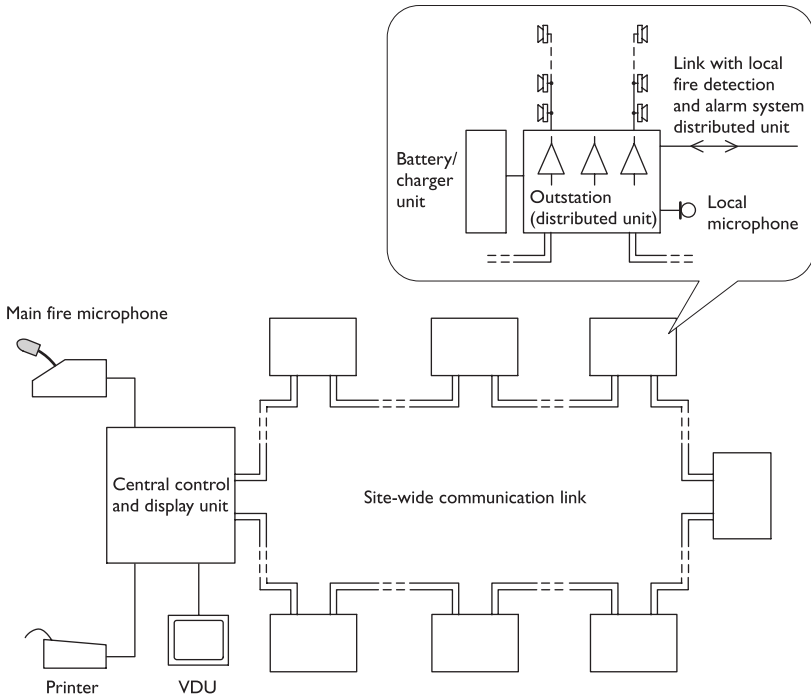 Link with local
fire detection
and alarm system
distributed unit
Battery/
charger
unit
Outstation
(distributed unit)
Local
microphone
Main fire microphone
Central control
and display unit
Site-wide communication link
Printer
VDU